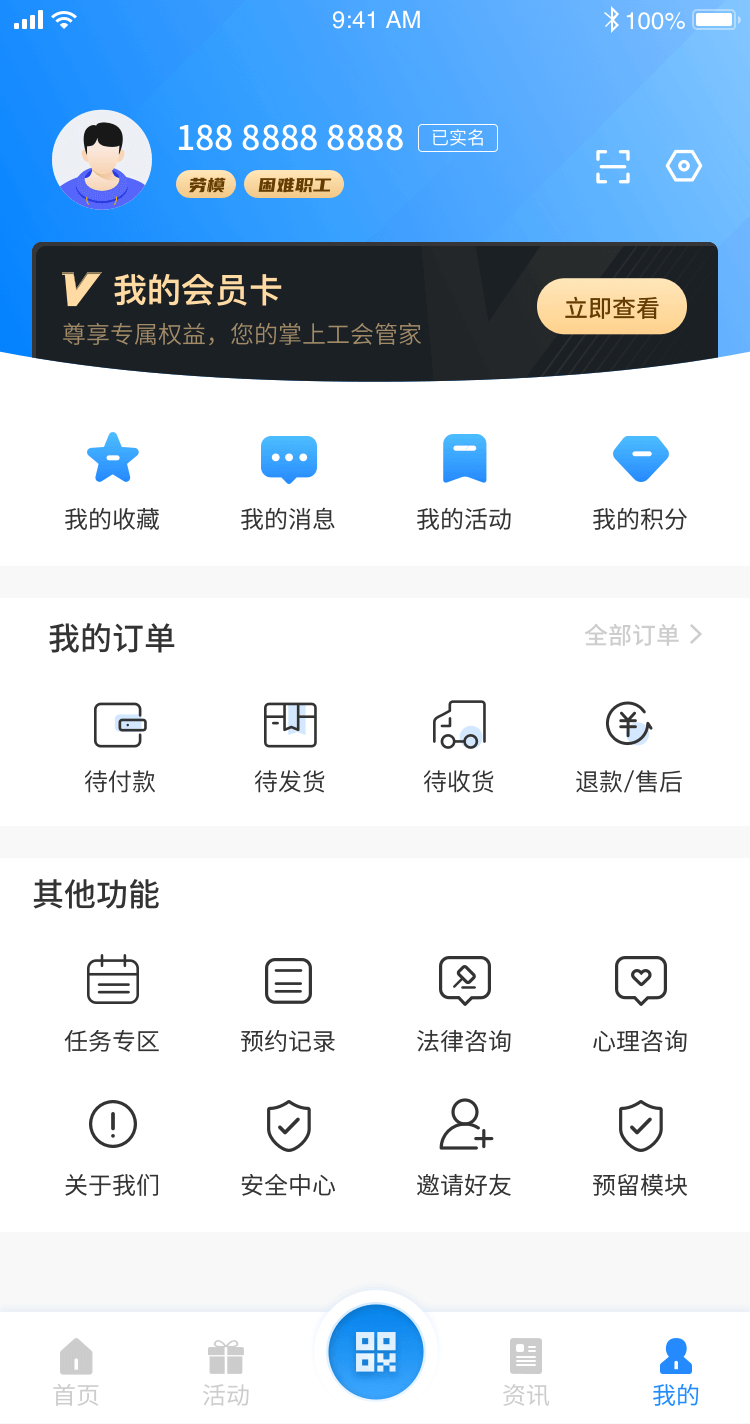 9:41 AM 100%
188 8888 8888 已实名
劳模 困难职工
我的会员卡
立即查看
尊享专属权益，您的掌上工会管家
我的收藏 我的消息 我的活动 我的积分
我的订单 全部订单
待付款 待发货 待收货 退款/售后
其他功能
任务专区 预约记录 法律咨询 心理咨询
关于我们 安全中心 邀请好友 预留模块
首页 活动 资讯 我的